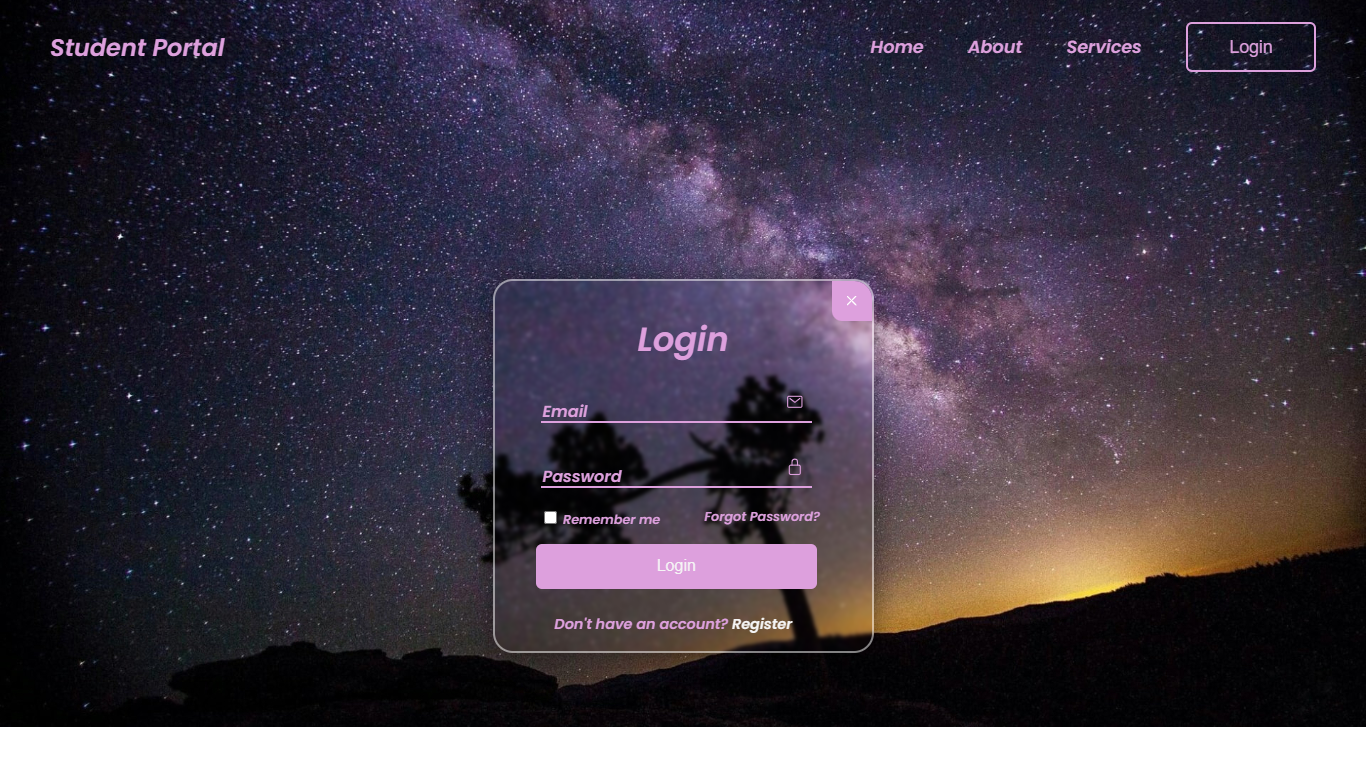 Student Portal
Home About Services Login
Login
Email
Password
Remember me Forgot Password?
Login
Don't have an account? Register